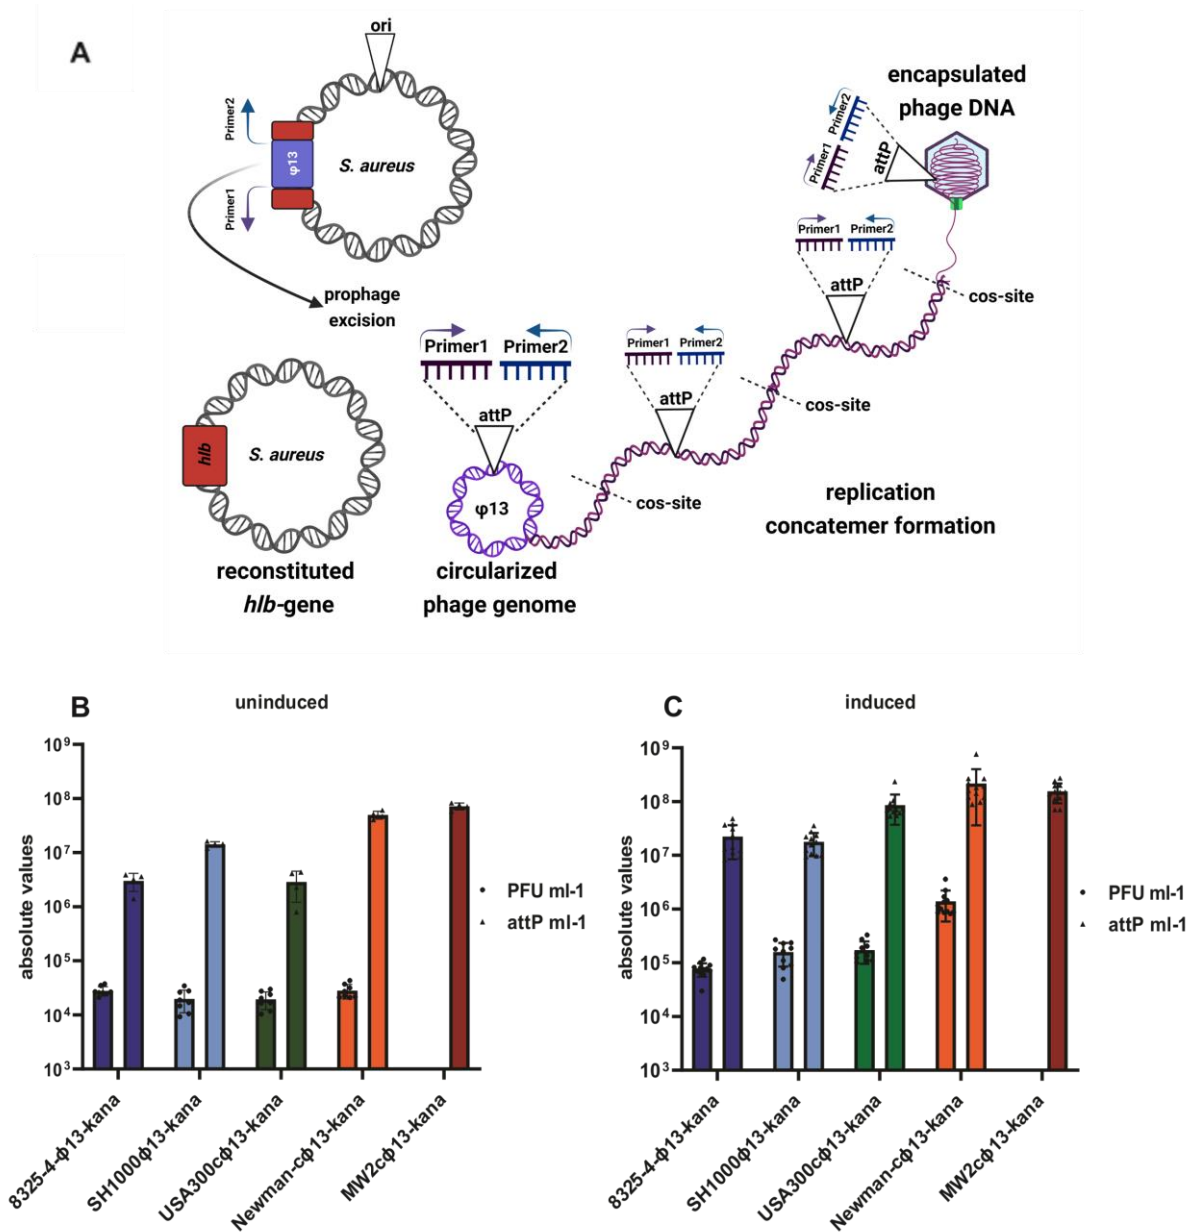 A
ori
Primer2
φ13
S. aureus
Primer1
prophage
excision
hlb
S. aureus
reconstituted
hlb-gene
Primer1 Primer2
attP
φ13
circularized
phage genome
cos-site
Primer1 Primer2
attP
cos-site
Primer1 Primer2
attP
cos-site
Primer1 Primer2
attP
encapsulated
phage DNA
replication
concatemer formation
B
uninduced
absolute values
10⁹
10⁸
10⁷
10⁶
10⁵
10⁴
10³
8325-4-ϕ13-kana
SH1000ϕ13-kana
USA300cϕ13-kana
Newman-cϕ13-kana
MW2cϕ13-kana
PFU ml-1
attP ml-1
C
induced
absolute values
10⁹
10⁸
10⁷
10⁶
10⁵
10⁴
10³
8325-4-ϕ13-kana
SH1000ϕ13-kana
USA300cϕ13-kana
Newman-cϕ13-kana
MW2cϕ13-kana
PFU ml-1
attP ml-1